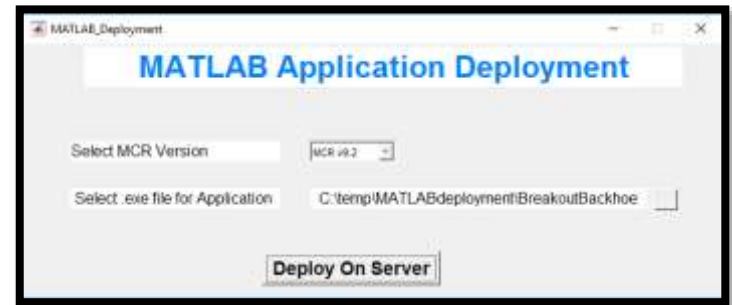 MATLAB_Deployment
MATLAB Application Deployment
Select MCR Version
MCR v9.2
Select .exe file for Application
C:\temp\MATLABdeployment\BreakoutBackhoe
Deploy On Server